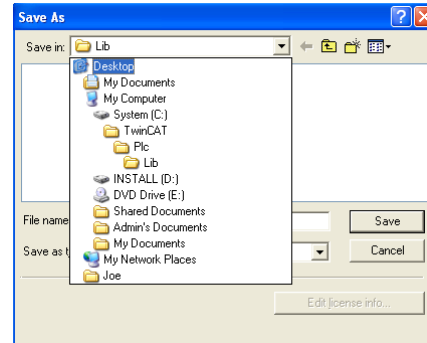 Save As
Save in: Lib
Desktop
My Documents
My Computer
System (C:)
TwinCAT
Plc
Lib
INSTALL (D:)
DVD Drive (E:)
Shared Documents
Admin's Documents
My Documents
My Network Places
Joe
File name
Save
Save as t
Cancel
Edit license info...